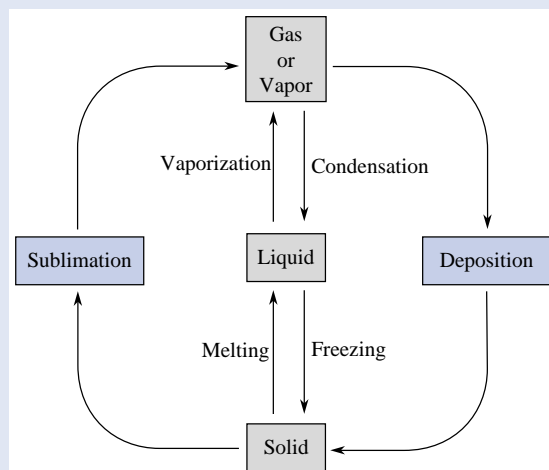 Gas
or
Vapor
Vaporization
Condensation
Sublimation
Liquid
Deposition
Melting
Freezing
Solid